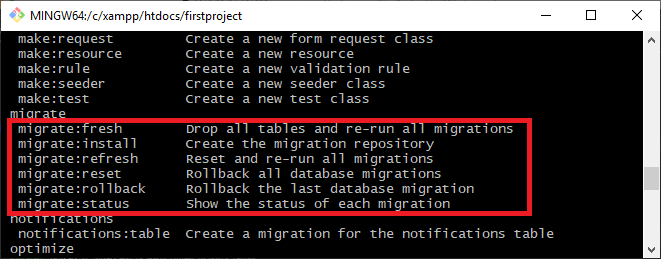 MINGW64:/c/xampp/htdocs/firstproject
make:request Create a new form request class
make:resource Create a new resource
make:rule Create a new validation rule
make:seeder Create a new seeder class
make:test Create a new test class
migrate
migrate:fresh Drop all tables and re-run all migrations
migrate:install Create the migration repository
migrate:refresh Reset and re-run all migrations
migrate:reset Rollback all database migrations
migrate:rollback Rollback the last database migration
migrate:status Show the status of each migration
notifications
notifications:table Create a migration for the notifications table
optimize